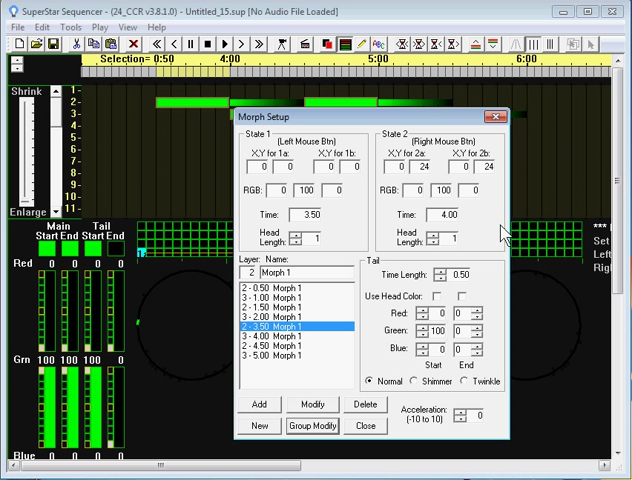 SuperStar Sequencer - (24_CCR v3.8.1.0) - Untitled_15.sup [No Audio File Loaded]
File Edit Tools Play View Help
Selection= 0:50 4:00 5:00 6:00
Shrink
Enlarge
1
2
3
4
5
6
7
8
9
10
11
Main Tail
Start End Start End
Red 0 0 0 0
Grn 100 100 100 0
Blue 0 0 0 0
Morph Setup
State 1
(Left Mouse Btn)
X,Y for 1a: X,Y for 1b:
0 0 0 0
RGB: 0 100 0
Time: 3.50
Head
Length: 1
State 2
(Right Mouse Btn)
X,Y for 2a: X,Y for 2b:
0 24 0 24
RGB: 0 100 0
Time: 4.00
Head
Length: 1
Layer: Name:
2 Morph 1
2 - 0.50 Morph 1
3 - 1.00 Morph 1
2 - 1.50 Morph 1
3 - 2.00 Morph 1
2 - 3.50 Morph 1
3 - 4.00 Morph 1
2 - 4.50 Morph 1
3 - 5.00 Morph 1
Tail
Time Length: 0.50
Use Head Color:
Red: 0 0
Green: 100 0
Blue: 0 0
Start End
Normal Shimmer Twinkle
Add Modify Delete
New Group Modify Close
Acceleration:
(-10 to 10) 0
*** 
Set
Left
Righ